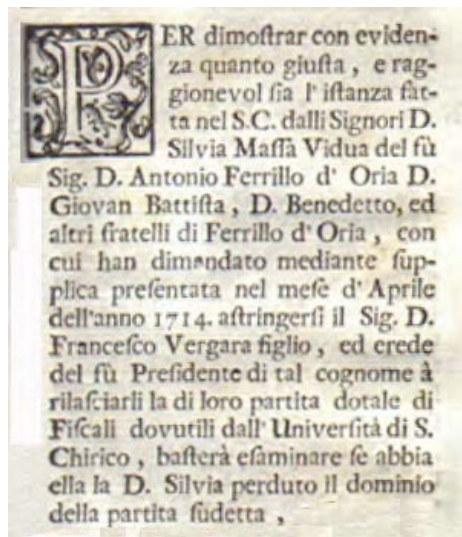 PER dimoſtrar con eviden-
za quanto giuſta, e rag-
gionevol ſia l' iſtanza fat-
ta nel S.C. dalli Signori D.
Silvia Maſſa Vidua del fù
Sig. D. Antonio Ferrillo d' Oria D.
Giovan Battiſta, D. Benedetto, ed
altri fratelli di Ferrillo d'Oria, con
cui han dimandato mediante ſup-
plica preſentata nel meſe d'Aprile
dell'anno 1714. aſtringerſi il Sig. D.
Franceſco Vergara figlio, ed erede
del fù Preſidente di tal cognome à
rilaſciarli la di loro partita dotale di
Fiſcali dovutili dall' Univerſità di S.
Chirico, baſterà eſaminare ſe abbia
ella la D. Silvia perduto il dominio
della partita ſudetta,